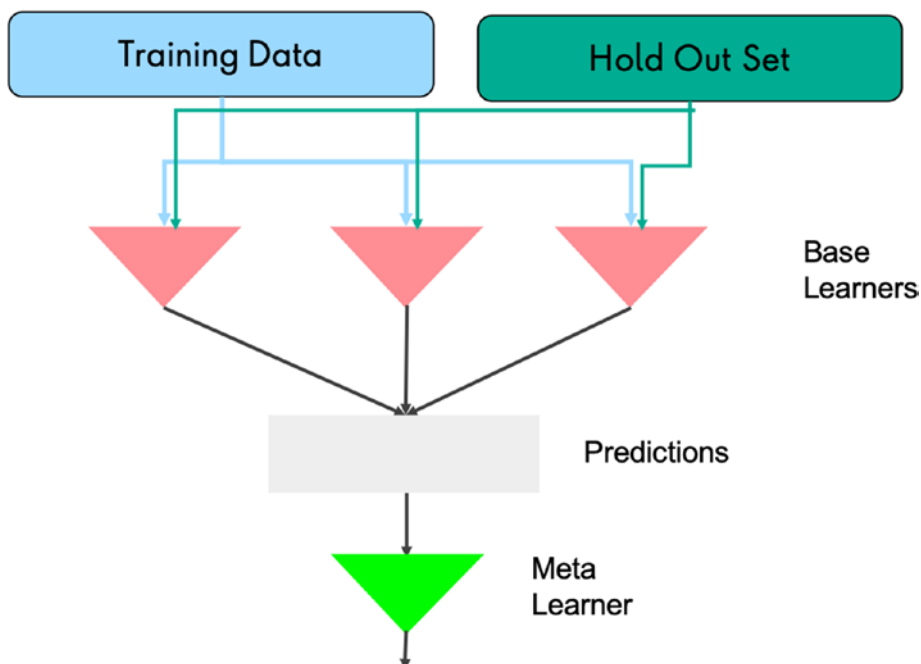 Training Data
Hold Out Set
Base
Learners
Predictions
Meta
Learner